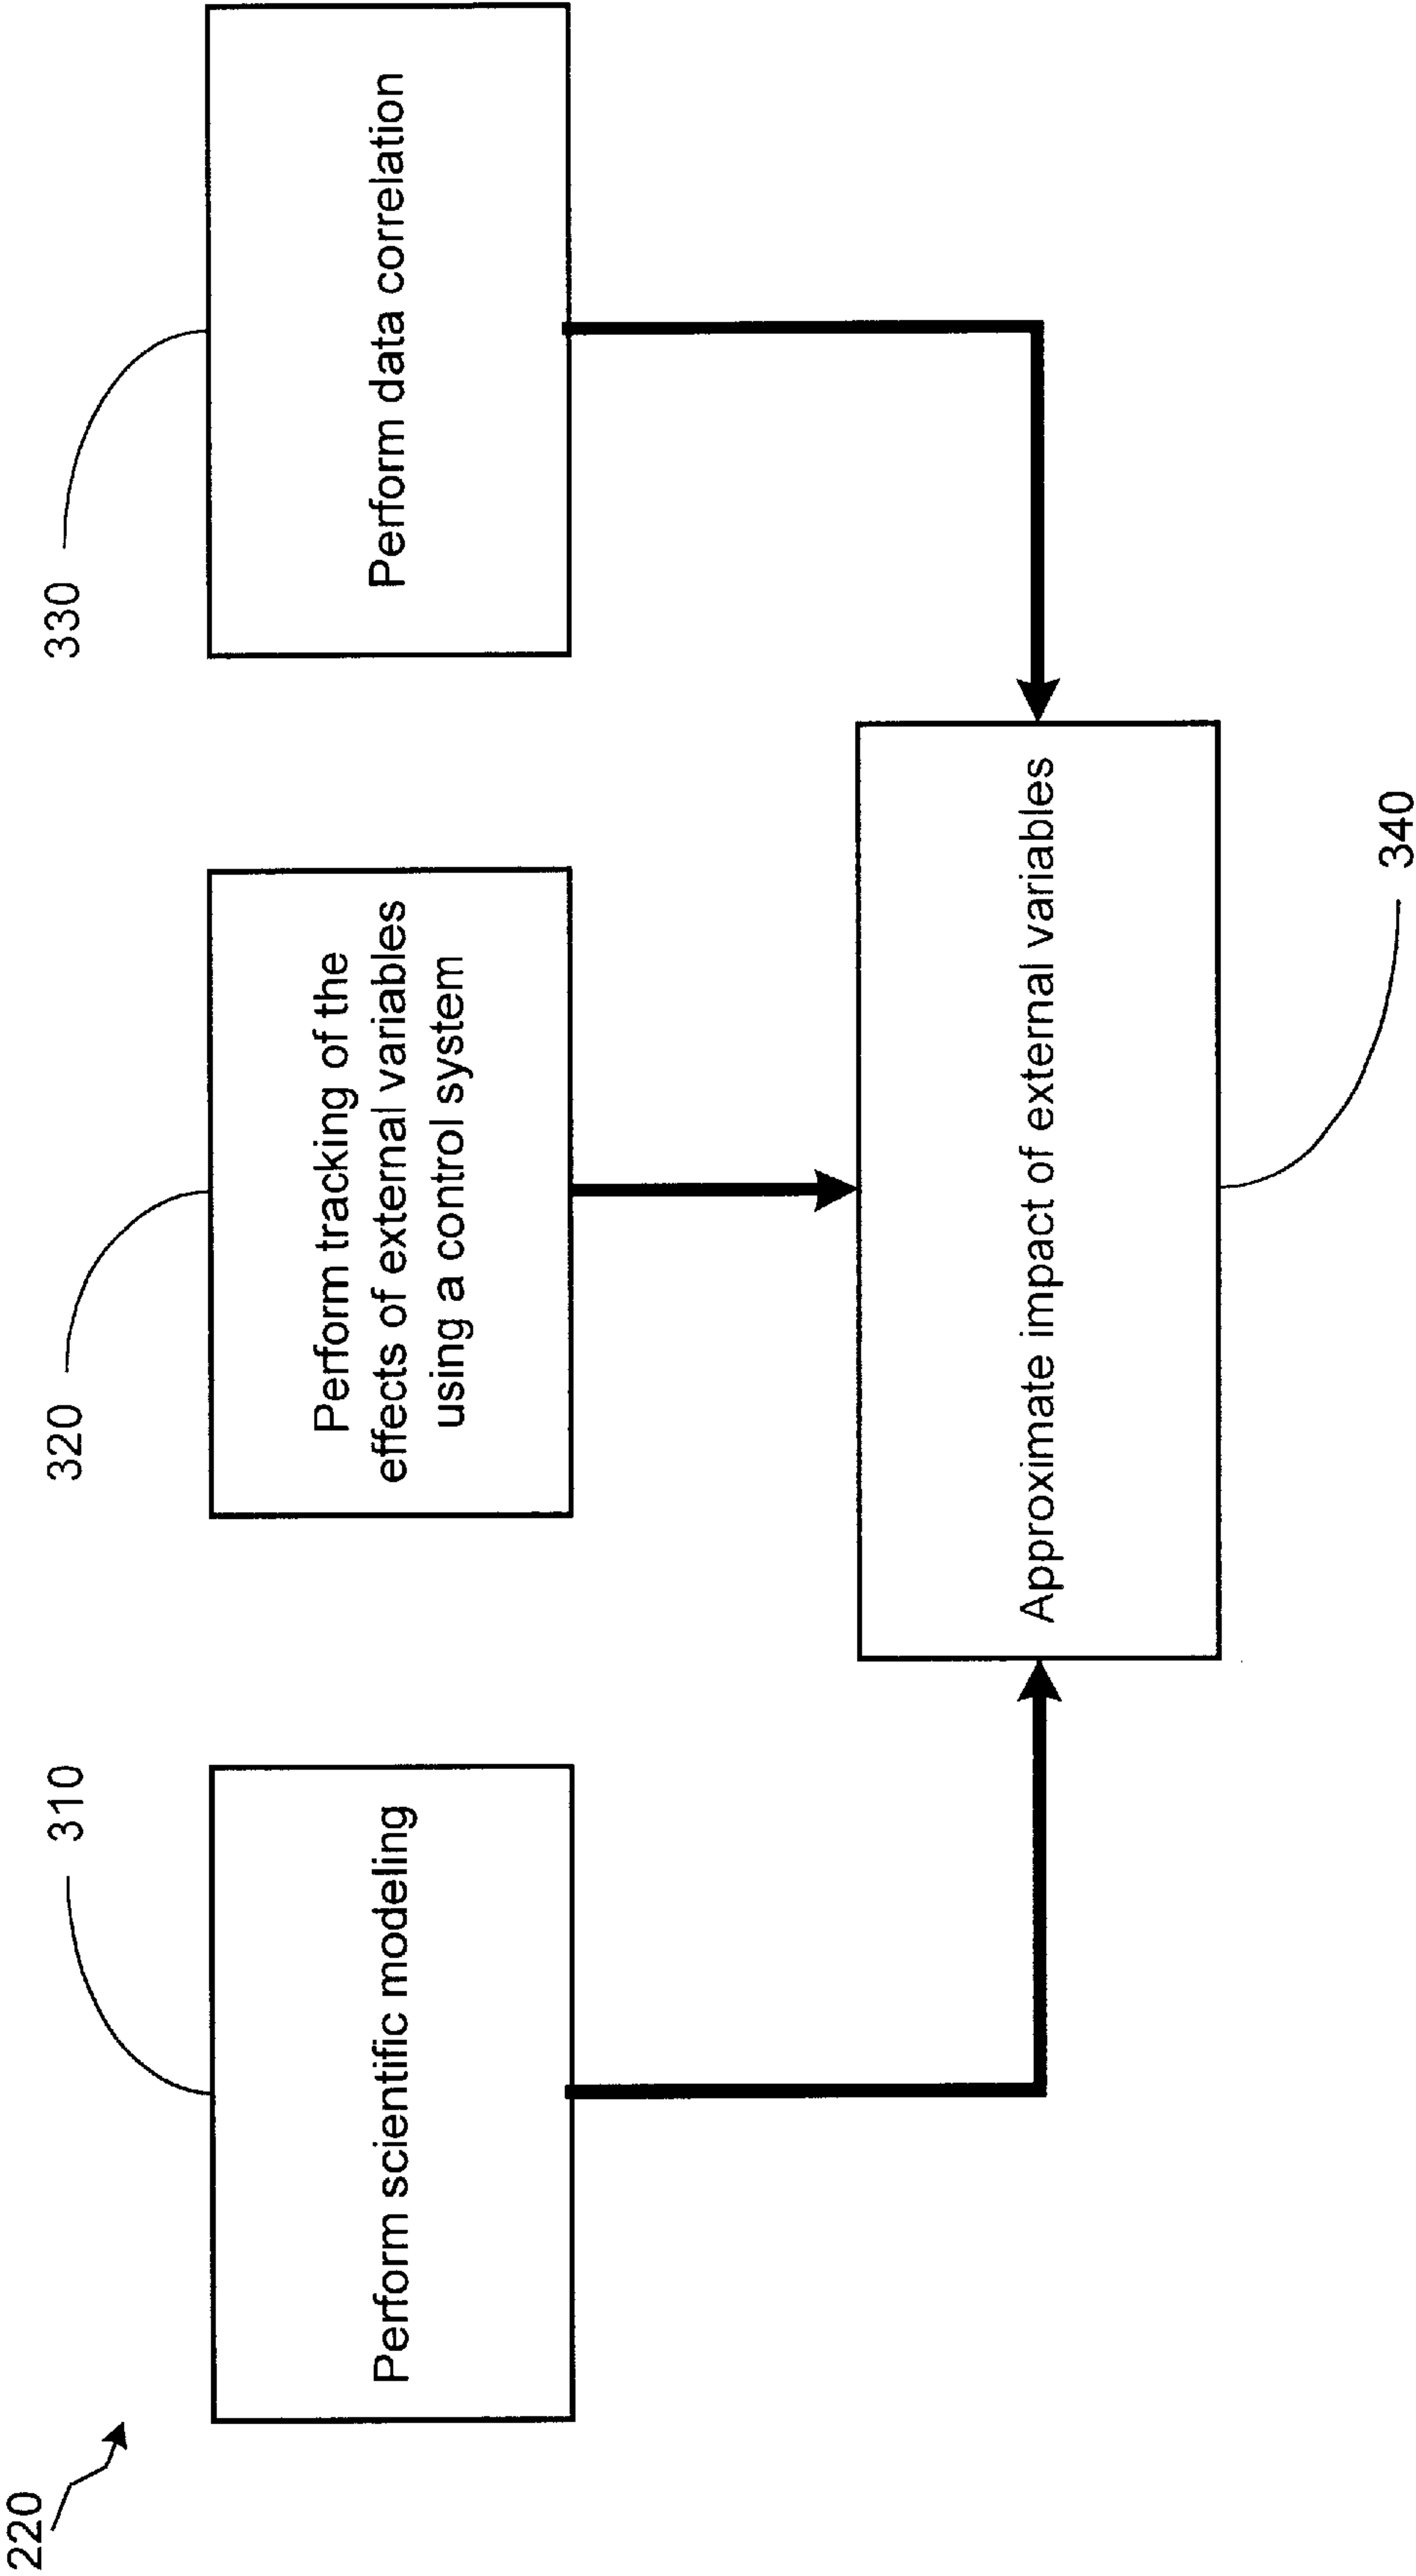 220
310
Perform scientific modeling
320
Perform tracking of the
effects of external variables
using a control system
330
Perform data correlation
Approximate impact of external variables
340